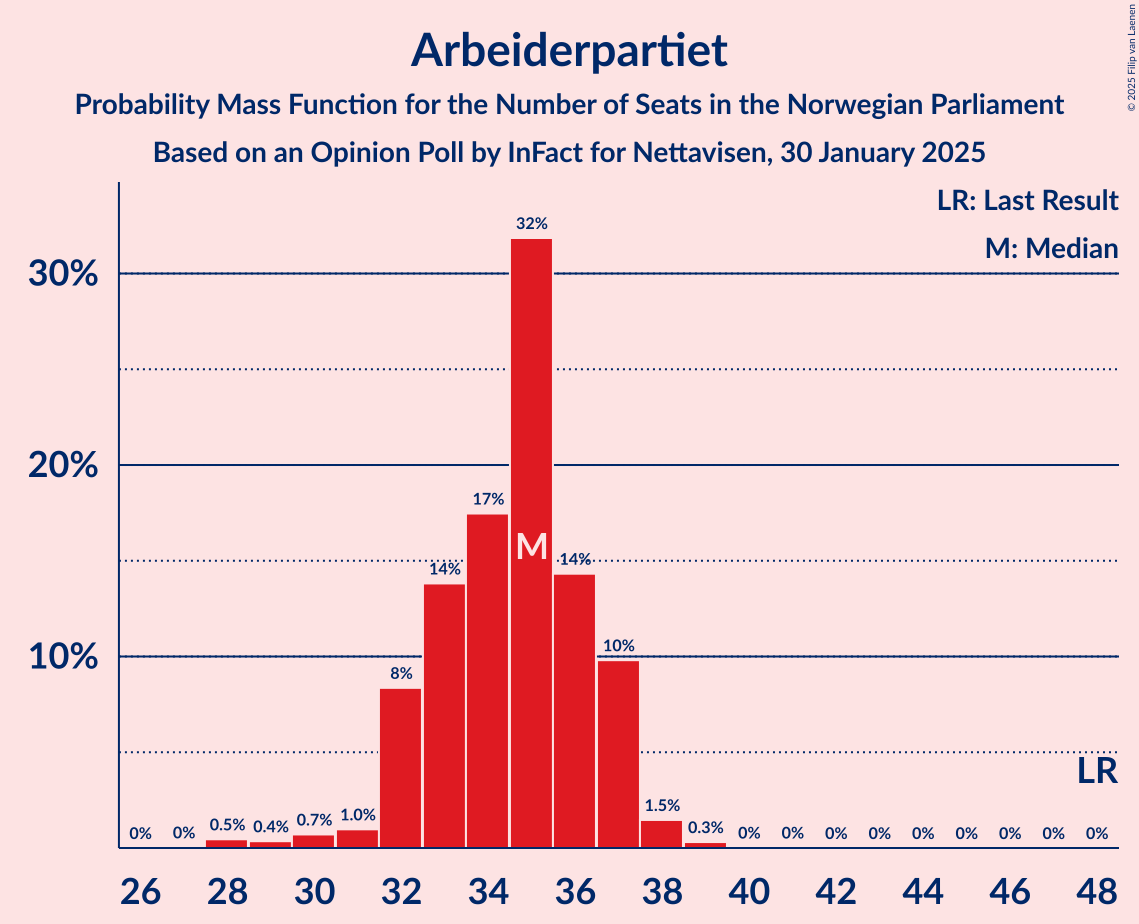 Arbeiderpartiet
Probability Mass Function for the Number of Seats in the Norwegian Parliament
Based on an Opinion Poll by InFact for Nettavisen, 30 January 2025
© 2025 Filip van Laenen
LR: Last Result
M: Median
32%
30%
20%
17%
M
14%
14%
10%
10%
8%
LR
0%
0%
0.5%
0.4%
0.7%
1.0%
1.5%
0.3%
0%
0%
0%
0%
0%
0%
0%
0%
0%
26 28 30 32 34 36 38 40 42 44 46 48